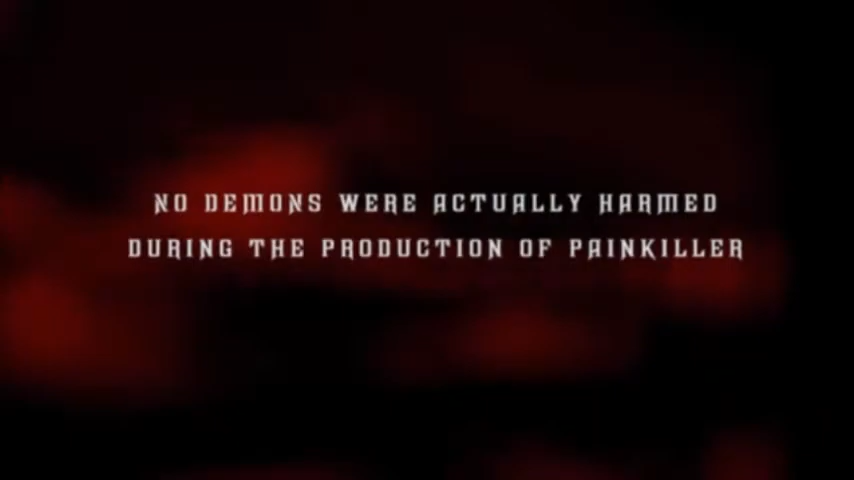 NO DEMONS WERE ACTUALLY HARMED
DURING THE PRODUCTION OF PAINKILLER